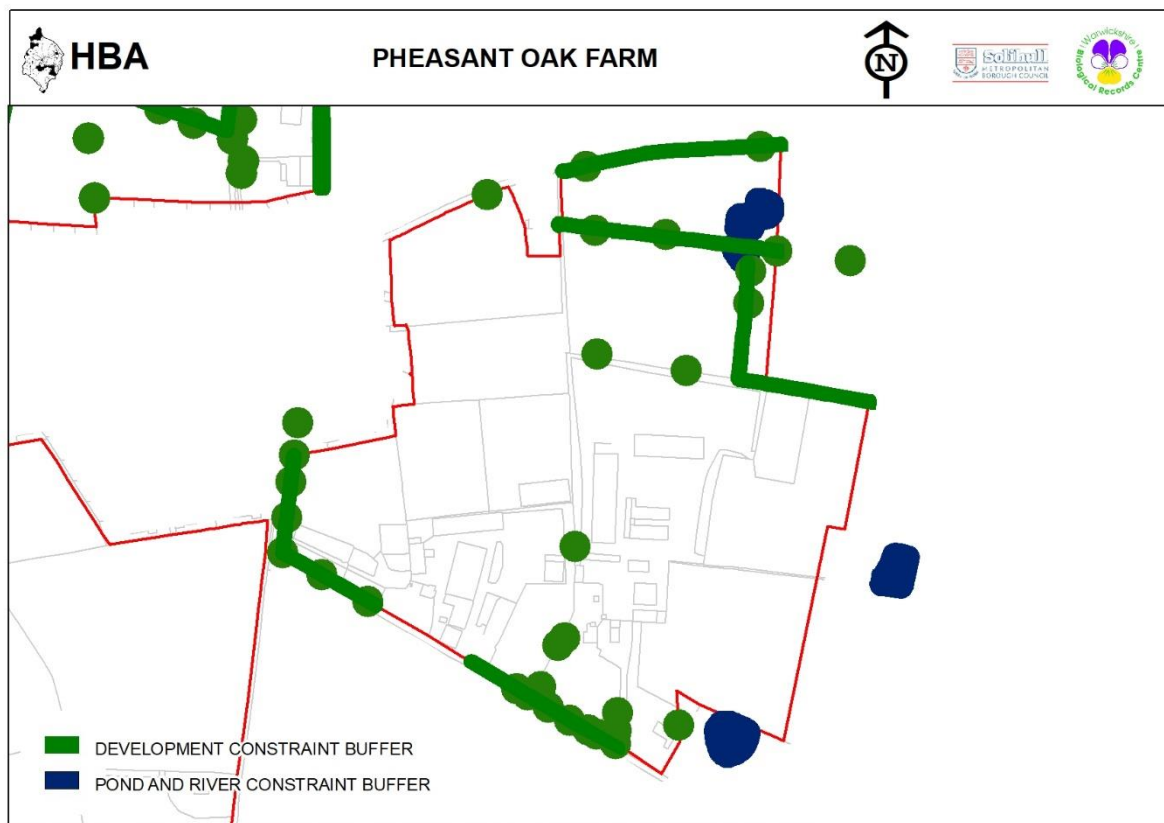 HBA
PHEASANT OAK FARM
N
Solihull
METROPOLITAN
BOROUGH COUNCIL
Warwickshire
Biological Records Centre
DEVELOPMENT CONSTRAINT BUFFER
POND AND RIVER CONSTRAINT BUFFER